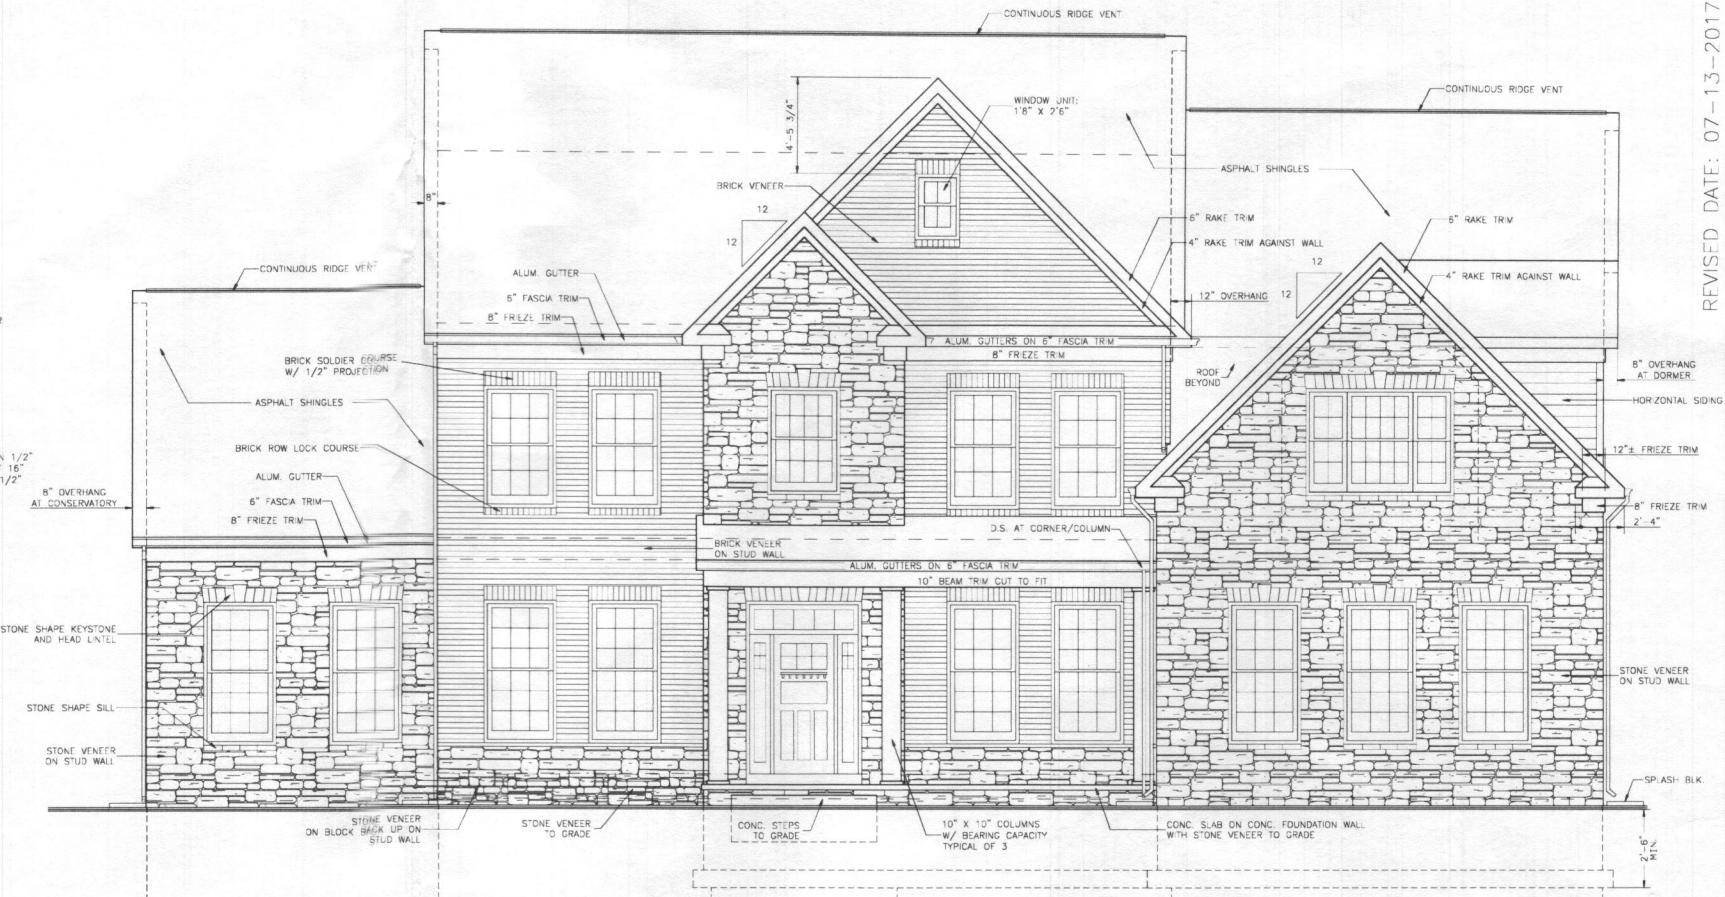 CONTINUOUS RIDGE VENT
REVISED DATE: 07-13-2017
CONTINUOUS RIDGE VENT
WINDOW UNIT:
1'8" X 2'6"
4'-5 3/4"
ASPHALT SHINGLES
BRICK VENEER
8"
12
12
6" RAKE TRIM
6" RAKE TRIM
4" RAKE TRIM AGAINST WALL
CONTINUOUS RIDGE VENT
ALUM. GUTTER
12
12
4" RAKE TRIM AGAINST WALL
6" FASCIA TRIM
12" OVERHANG
8" FRIEZE TRIM
ALUM. GUTTERS ON 6" FASCIA TRIM
8" FRIEZE TRIM
BRICK SOLDIER COURSE
W/ 1/2" PROJECTION
ROOF
BEYOND
8" OVERHANG
AT DORMER
ASPHALT SHINGLES
HORIZONTAL SIDING
BRICK ROW LOCK COURSE
12"± FRIEZE TRIM
N 1/2"
16"
1/2"
ALUM. GUTTER
8" OVERHANG
AT CONSERVATORY
6" FASCIA TRIM
8" FRIEZE TRIM
8" FRIEZE TRIM
2'-4"
D.S. AT CORNER/COLUMN
BRICK VENEER
ON STUD WALL
ALUM. GUTTERS ON 6" FASCIA TRIM
10" BEAM TRIM CUT TO FIT
STONE SHAPE KEYSTONE
AND HEAD LINTEL
STONE VENEER
ON STUD WALL
STONE SHAPE SILL
STONE VENEER
ON STUD WALL
SPLASH BLK.
STONE VENEER
ON BLOCK BACK UP ON
STUD WALL
STONE VENEER
TO GRADE
CONC. STEPS
TO GRADE
10" X 10" COLUMNS
W/ BEARING CAPACITY
TYPICAL OF 3
CONC. SLAB ON CONC. FOUNDATION WALL
WITH STONE VENEER TO GRADE
2'-6"
MIN.